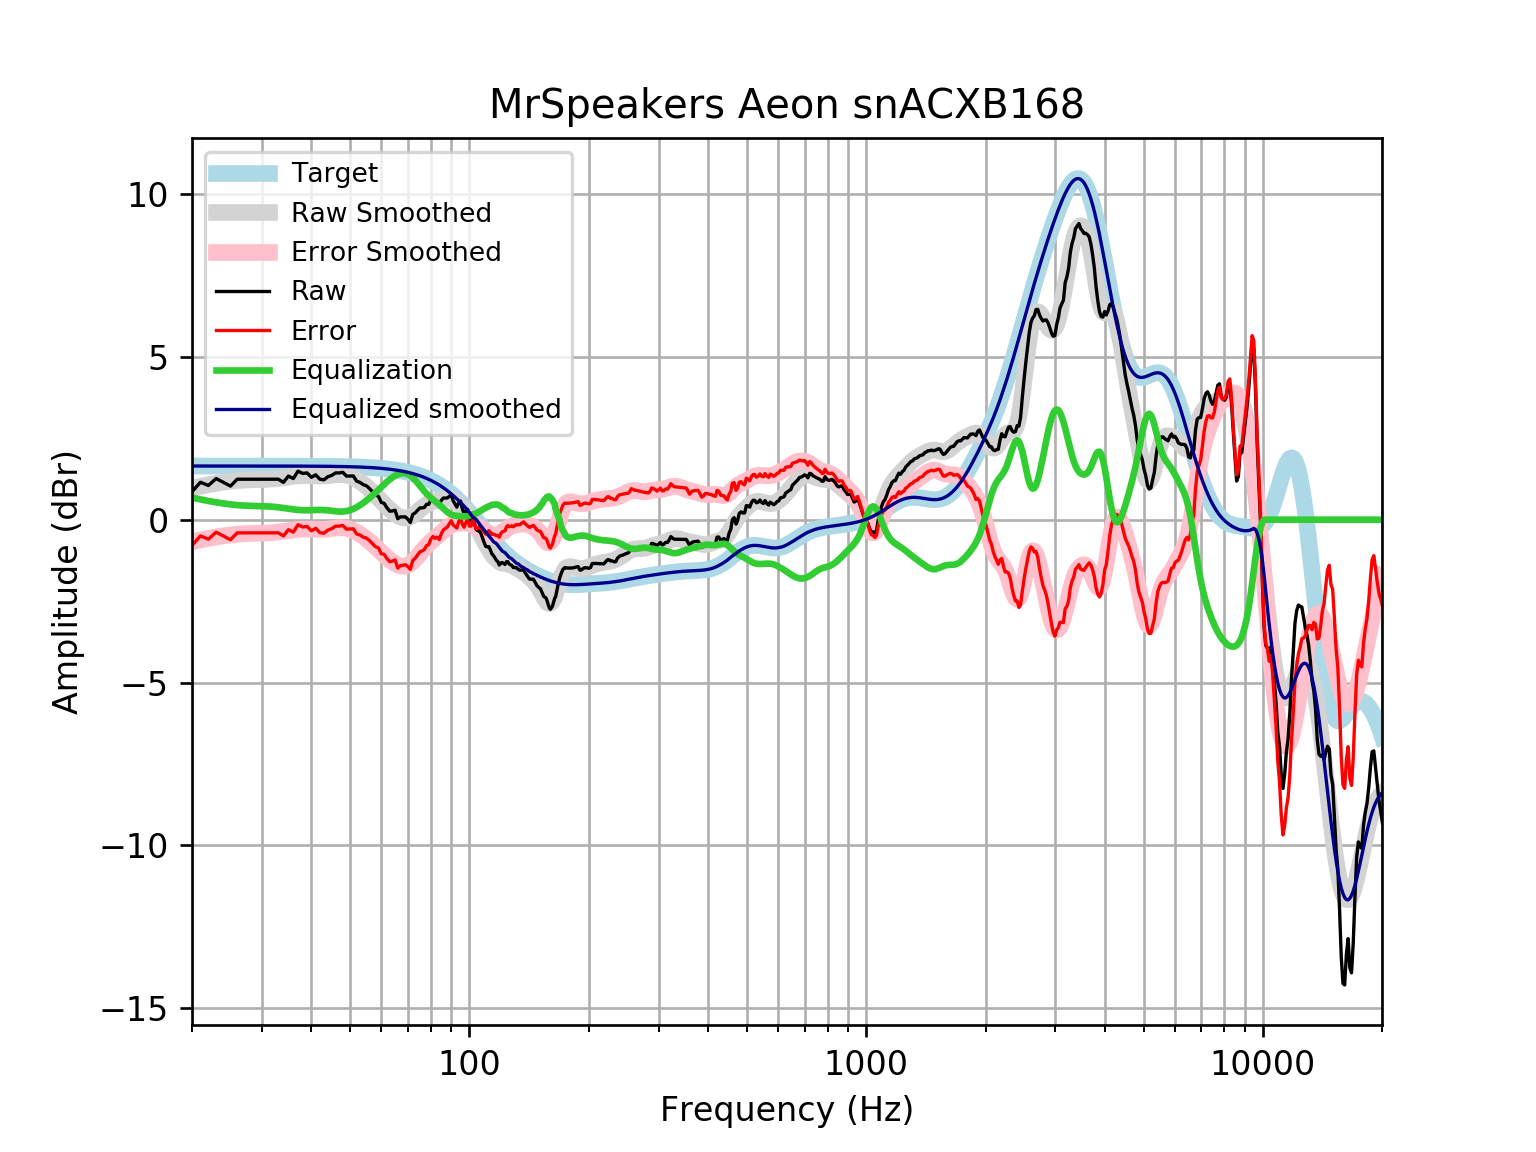 MrSpeakers Aeon snACXB168
Target
Raw Smoothed
Error Smoothed
Raw
Error
Equalization
Equalized smoothed
10
5
0
−5
−10
−15
Amplitude (dBr)
100 1000 10000
Frequency (Hz)